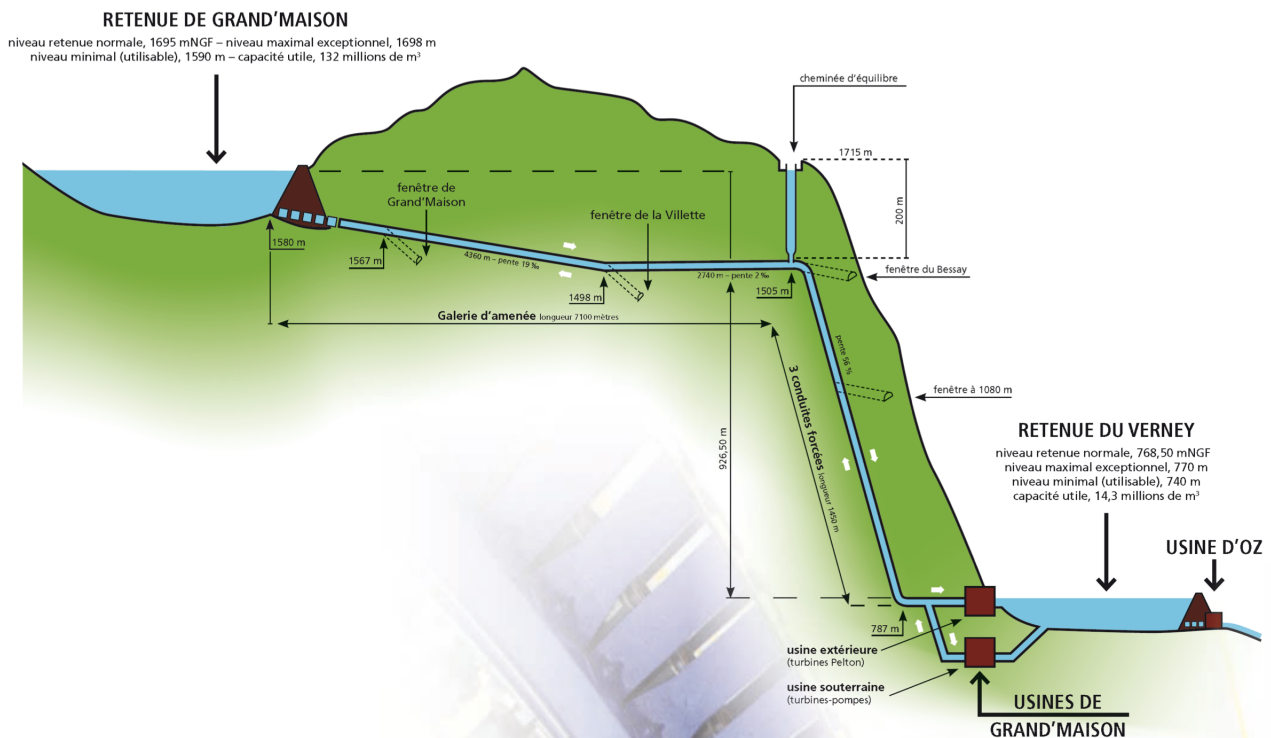 RETENUE DE GRAND’MAISON
niveau retenue normale, 1695 mNGF – niveau maximal exceptionnel, 1698 m
niveau minimal (utilisable), 1590 m – capacité utile, 132 millions de m³
cheminée d’équilibre
1715 m
200 m
fenêtre de
Grand’Maison
fenêtre de la Villette
1580 m
1567 m
4360 m – pente 19 ‰
1498 m
2740 m – pente 2 ‰
1505 m
fenêtre du Bessay
Galerie d’amenée longueur 7100 mètres
pente 56 %
3 conduites forcées longueur 1450 m
926,50 m
fenêtre à 1080 m
RETENUE DU VERNEY
niveau retenue normale, 768,50 mNGF
niveau maximal exceptionnel, 770 m
niveau minimal (utilisable), 740 m
capacité utile, 14,3 millions de m³
USINE D’OZ
787 m
usine extérieure
(turbines Pelton)
usine souterraine
(turbines-pompes)
USINES DE
GRAND’MAISON